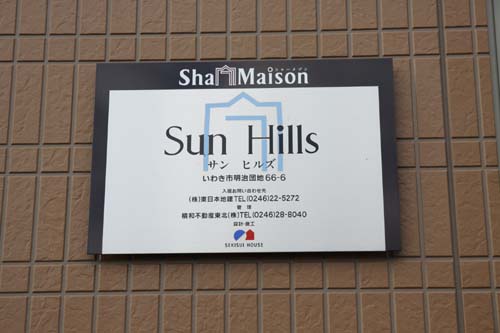 Sha Maison
シャーメゾン
Sun Hills
サン ヒルズ
いわき市明治団地66-6
入居お問い合わせ先
(株)東日本地建TEL(0246)22-5272
管 理
積和不動産東北(株)TEL(0246)28-8040
設計・施工
SEKISUI HOUSE